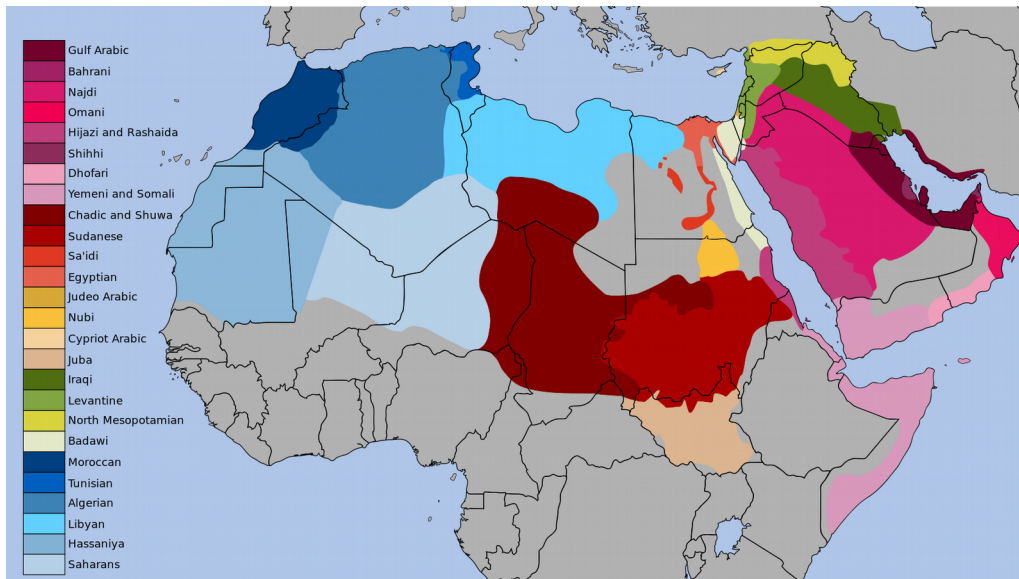 Gulf Arabic
Bahrani
Najdi
Omani
Hijazi and Rashaida
Shihhi
Dhofari
Yemeni and Somali
Chadic and Shuwa
Sudanese
Sa'idi
Egyptian
Judeo Arabic
Nubi
Cypriot Arabic
Juba
Iraqi
Levantine
North Mesopotamian
Badawi
Moroccan
Tunisian
Algerian
Libyan
Hassaniya
Saharans